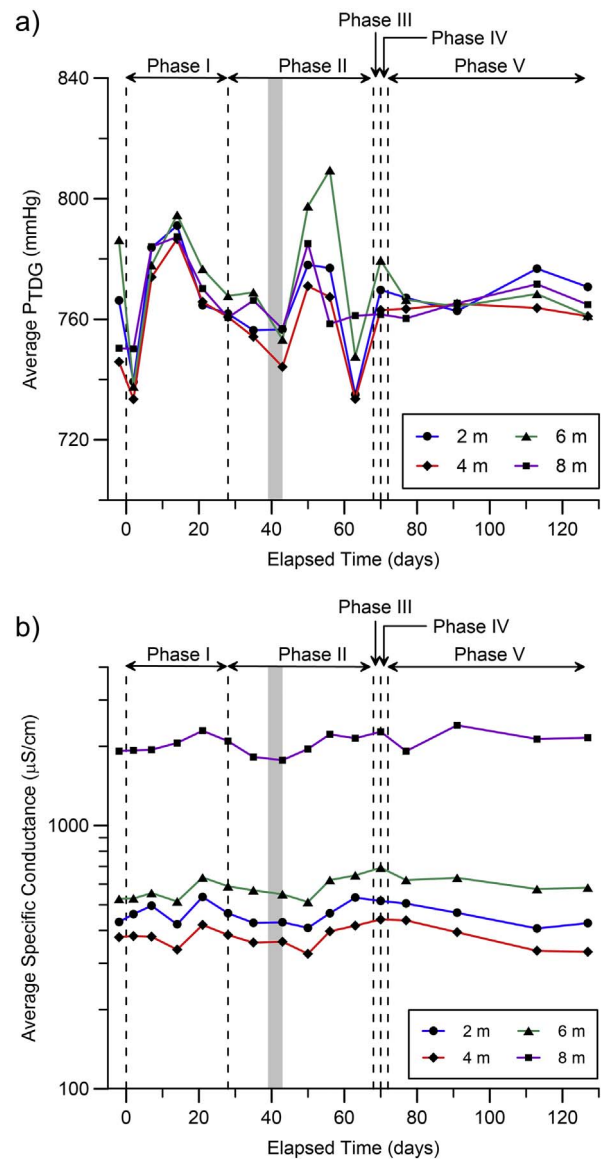 a)
Phase III
Phase IV
Phase I
Phase II
Phase V
840
800
760
720
Average PTDG (mmHg)
2 m
6 m
4 m
8 m
0
20
40
60
80
100
120
Elapsed Time (days)
b)
Phase III
Phase IV
Phase I
Phase II
Phase V
1000
100
Average Specific Conductance (µS/cm)
2 m
6 m
4 m
8 m
0
20
40
60
80
100
120
Elapsed Time (days)